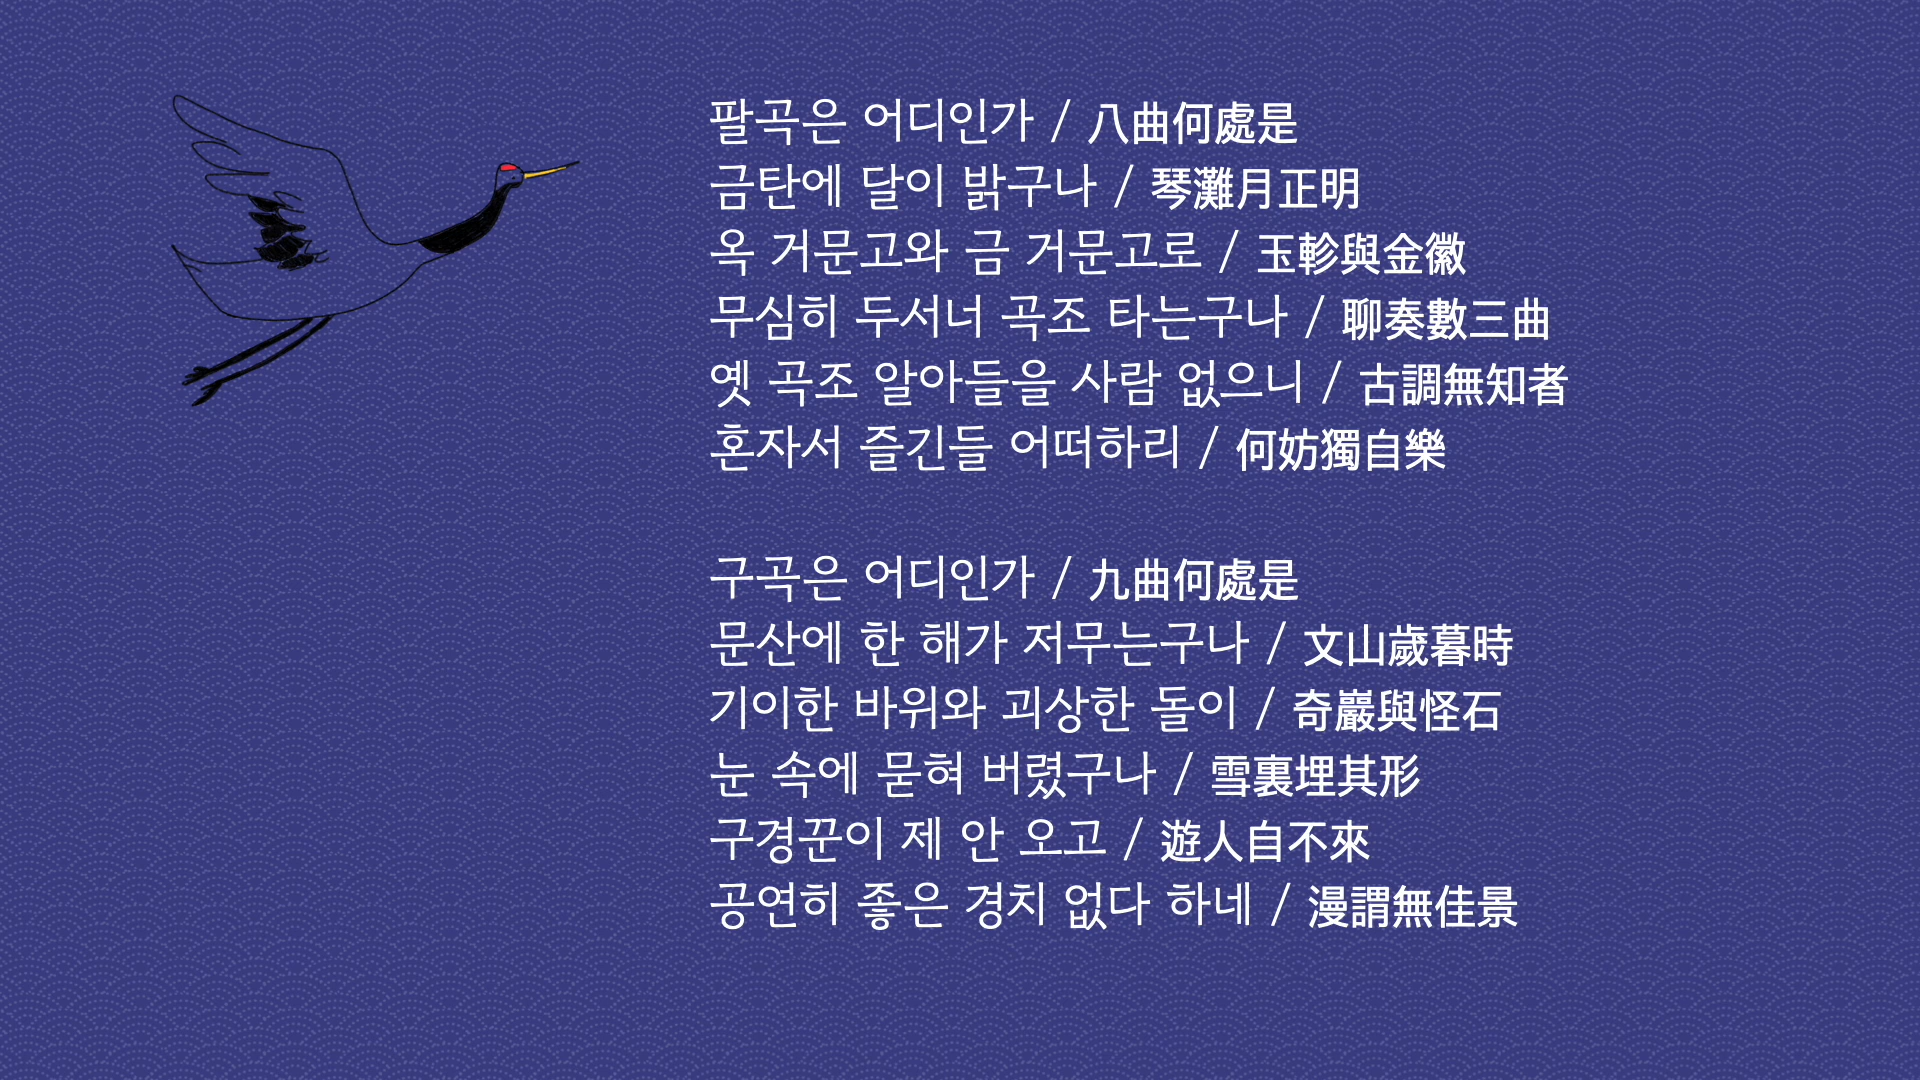 팔곡은 어디인가 / 八曲何處是
금탄에 달이 밝구나 / 琴灘月正明
옥 거문고와 금 거문고로 / 玉軫與金徽
무심히 두서너 곡조 타는구나 / 聊奏數三曲
옛 곡조 알아들을 사람 없으니 / 古調無知者
혼자서 즐긴들 어떠하리 / 何妨獨自樂
구곡은 어디인가 / 九曲何處是
문산에 한 해가 저무는구나 / 文山歲暮時
기이한 바위와 괴상한 돌이 / 奇巖與怪石
눈 속에 묻혀 버렸구나 / 雪裏埋其形
구경꾼이 제 안 오고 / 遊人自不來
공연히 좋은 경치 없다 하네 / 漫謂無佳景